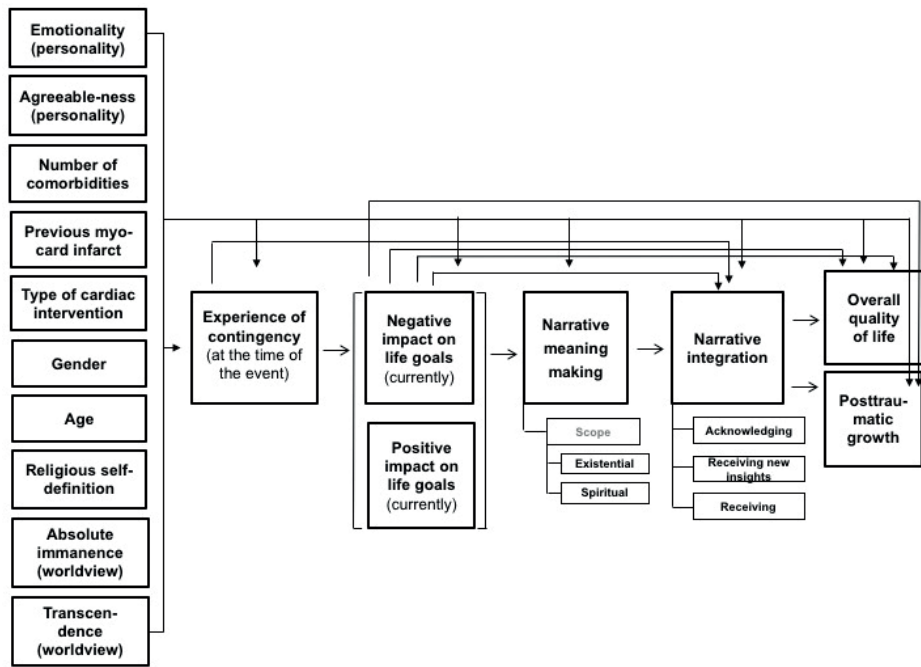 Emotionality
(personality)
Agreeable-ness
(personality)
Number of
comorbidities
Previous myo-
card infarct
Type of cardiac
intervention
Gender
Age
Religious self-
definition
Absolute
immanence
(worldview)
Transcen-
dence
(worldview)
Experience of
contingency
(at the time of
the event)
Negative
impact on
life goals
(currently)
Positive
impact on
life goals
(currently)
Narrative
meaning
making
Scope
Existential
Spiritual
Narrative
integration
Acknowledging
Receiving new
insights
Receiving
Overall
quality
of life
Posttrau-
matic
growth